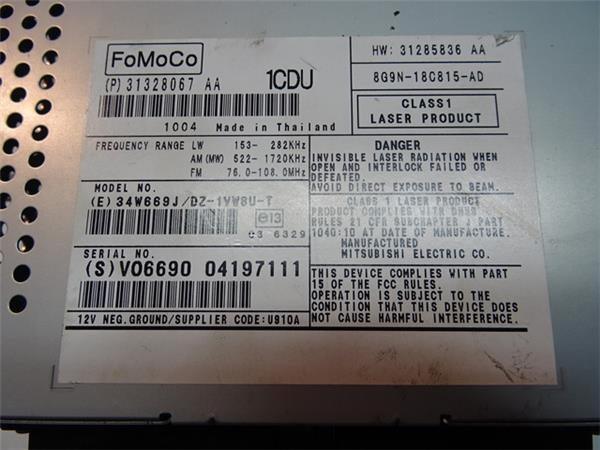 FoMoCo
(P) 31328067 AA
1CDU
1004 Made in Thailand
HW: 31285836 AA
8G9N-18C815-AD
CLASS1
LASER PRODUCT
FREQUENCY RANGE LW 153- 282KHz
AM(MW) 522- 1720KHz
FM 76.0-108.0MHz
MODEL NO.
(E) 34W669J/DZ-1VW8U-T
e13
03 6329
SERIAL NO.
(S)V06690 04197111
12V NEG.GROUND/SUPPLIER CODE:U910A
DANGER
INVISIBLE LASER RADIATION WHEN
OPEN AND INTERLOCK FAILED OR
DEFEATED.
AVOID DIRECT EXPOSURE TO BEAM.
CLASS 1 LASER PRODUCT
PRODUCT COMPLIES WITH DHHS
RULES 21 CFR SUBCHAPTER J PART
1040:10 AT DATE OF MANUFACTURE.
MANUFACTURED
MITSUBISHI ELECTRIC CO.
THIS DEVICE COMPLIES WITH PART
15 OF THE FCC RULES.
OPERATION IS SUBJECT TO THE
CONDITION THAT THIS DEVICE DOES
NOT CAUSE HARMFUL INTERFERENCE.